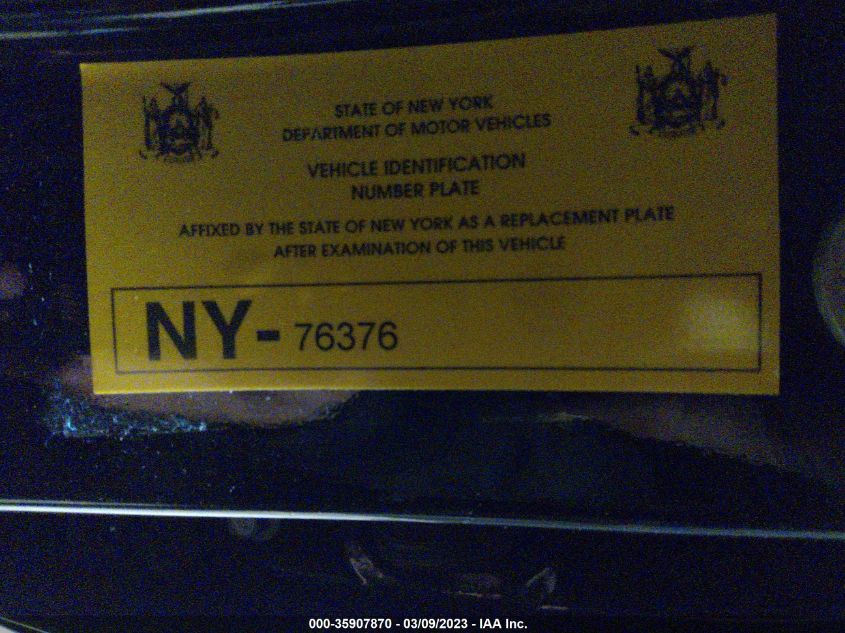 STATE OF NEW YORK
DEPARTMENT OF MOTOR VEHICLES
VEHICLE IDENTIFICATION
NUMBER PLATE
AFFIXED BY THE STATE OF NEW YORK AS A REPLACEMENT PLATE
AFTER EXAMINATION OF THIS VEHICLE
NY- 76376
000-35907870 - 03/09/2023 - IAA Inc.